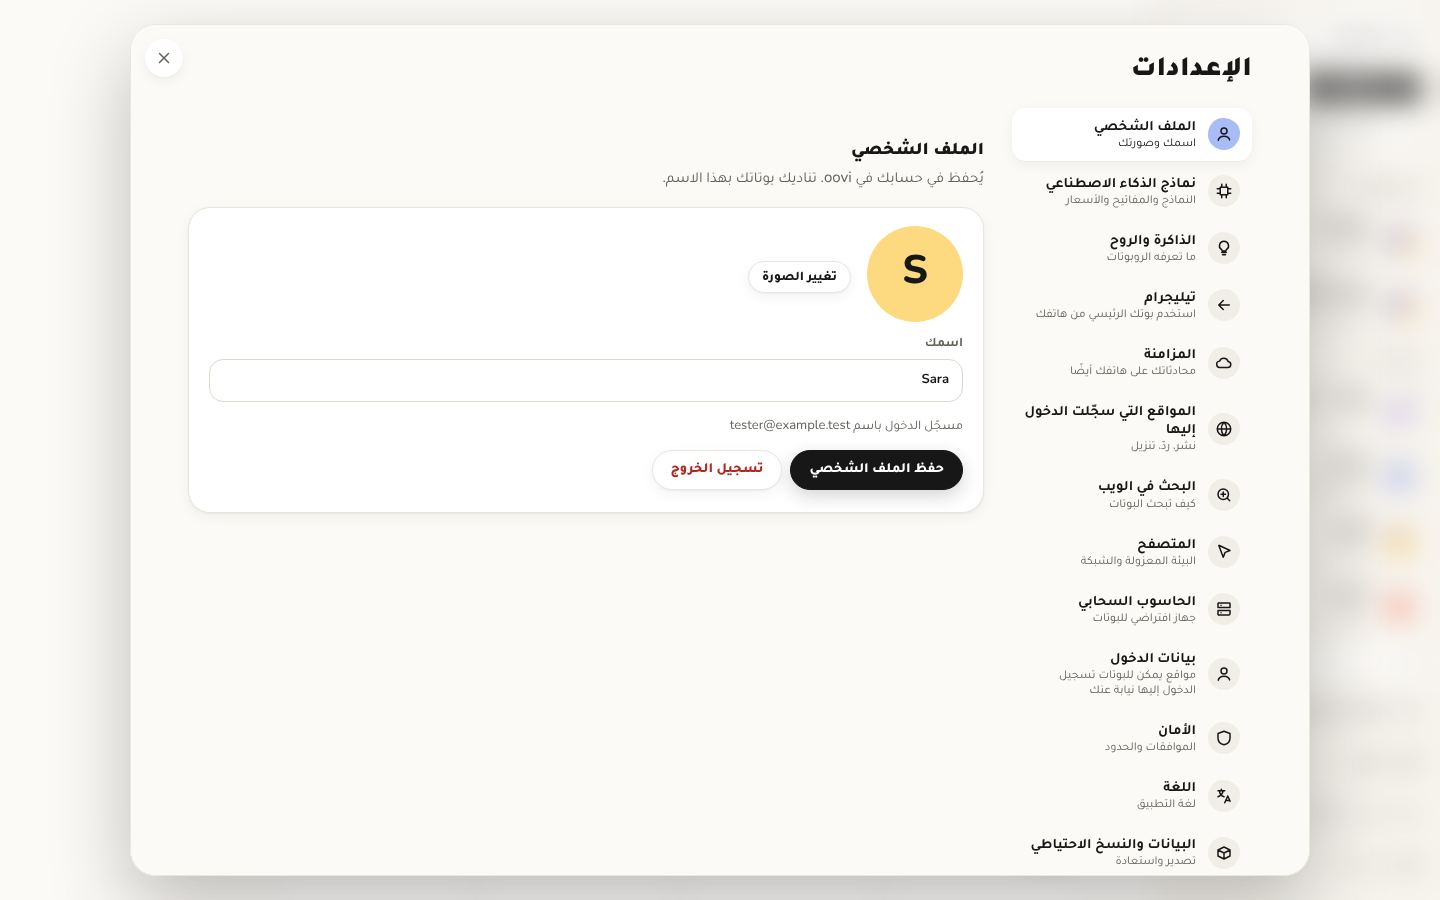 الإعدادات
الملف الشخصي
اسمك وصورتك
نماذج الذكاء الاصطناعي
النماذج والمفاتيح والأسعار
الذاكرة والروح
ما تعرفه الروبوتات
تيليجرام
استخدم بوتك الرئيسي من هاتفك
المزامنة
محادثاتك على هاتفك أيضًا
المواقع التي سجّلت الدخول
إليها
نشر، ردّ، تنزيل
البحث في الويب
كيف تبحث البوتات
المتصفح
البيئة المعزولة والشبكة
الحاسوب السحابي
جهاز افتراضي للبوتات
بيانات الدخول
مواقع يمكن للبوتات تسجيل
الدخول إليها نيابة عنك
الأمان
الموافقات والحدود
اللغة
لغة التطبيق
البيانات والنسخ الاحتياطي
تصدير واستعادة
الملف الشخصي
يُحفظ في حسابك في oovi. تناديك بوتاتك بهذا الاسم.
S
تغيير الصورة
اسمك
Sara
مسجّل الدخول باسم tester@example.test
حفظ الملف الشخصي
تسجيل الخروج